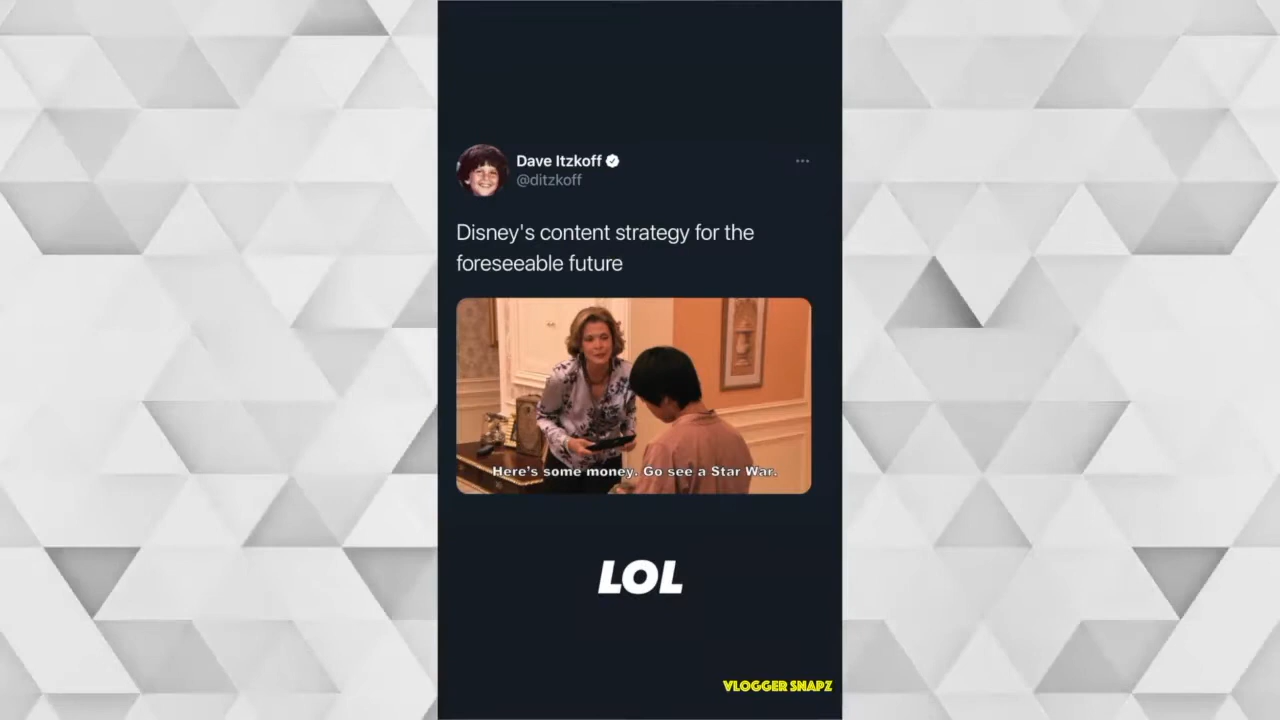 Dave Itzkoff
@ditzkoff
Disney's content strategy for the
foreseeable future
Here's some money. Go see a Star War.
LOL
VLOGGER SNAPZ